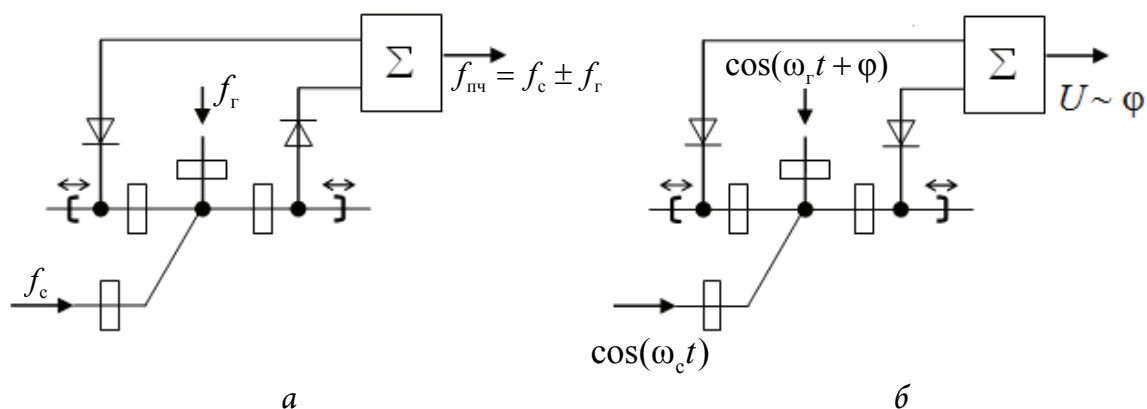 Σ
f_пч = f_с ± f_г
f_г
f_с
а
Σ
U ~ φ
cos(ω_г t + φ)
cos(ω_с t)
б